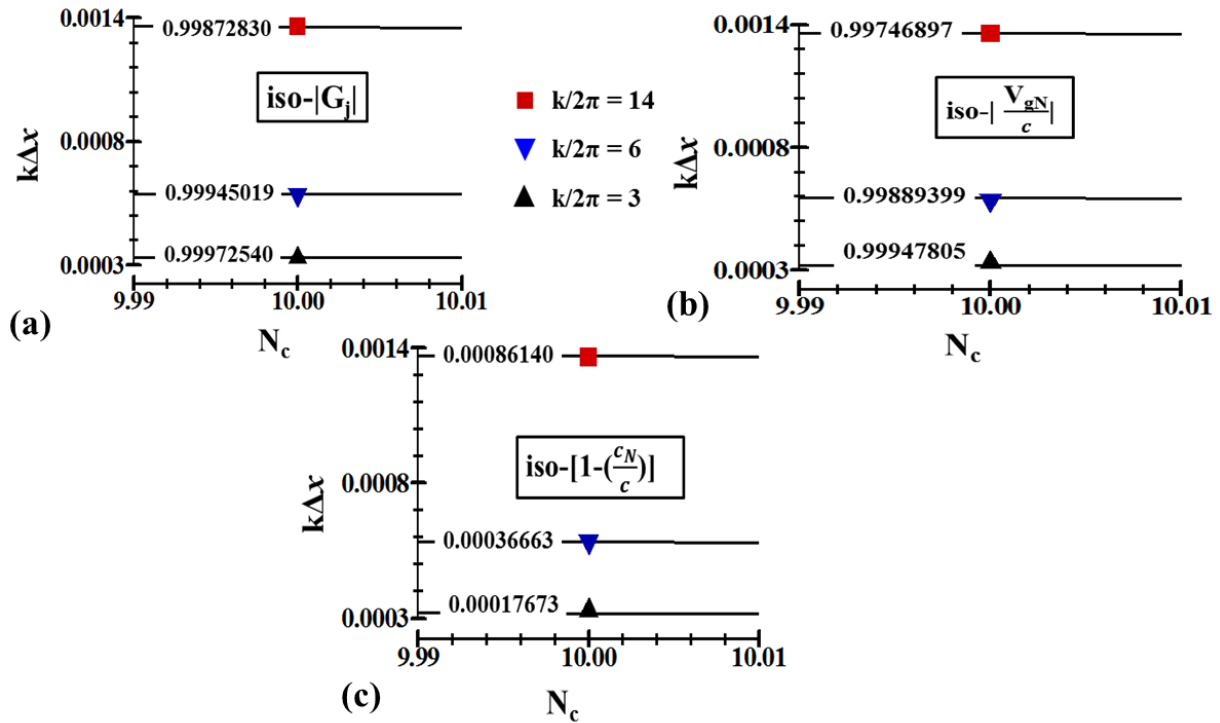 0.0014
0.99872830
iso-|G_j|
0.0008
kΔx
0.99945019
0.99972540
0.0003
9.99 10.00 10.01
(a)
N_c
k/2π = 14
k/2π = 6
k/2π = 3
0.0014
0.99746897
iso-| V_gN/c |
0.0008
kΔx
0.99889399
0.99947805
0.0003
9.99 10.00 10.01
(b)
N_c
0.0014
0.00086140
iso-[1-(c_N/c)]
0.0008
kΔx
0.00036663
0.00017673
0.0003
9.99 10.00 10.01
(c)
N_c